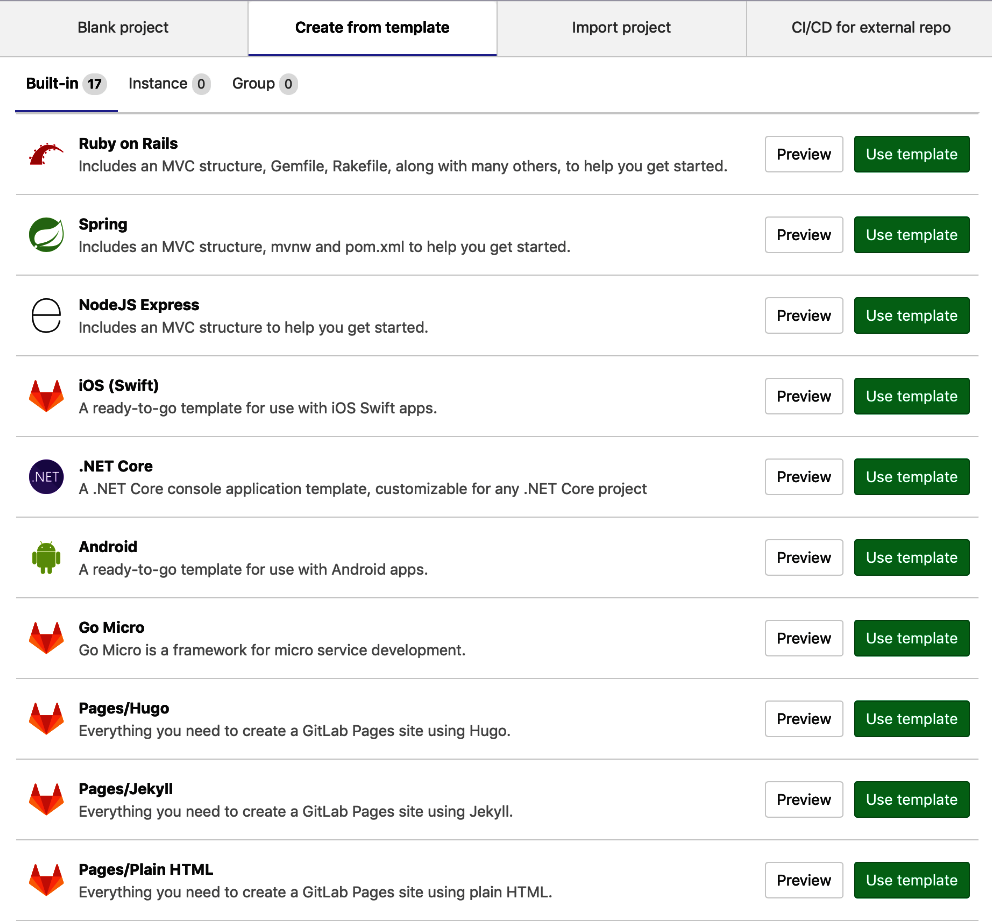 Blank project
Create from template
Import project
CI/CD for external repo
Built-in 17
Instance 0
Group 0
Ruby on Rails
Includes an MVC structure, Gemfile, Rakefile, along with many others, to help you get started.
Preview
Use template
Spring
Includes an MVC structure, mvnw and pom.xml to help you get started.
Preview
Use template
NodeJS Express
Includes an MVC structure to help you get started.
Preview
Use template
iOS (Swift)
A ready-to-go template for use with iOS Swift apps.
Preview
Use template
.NET
.NET Core
A .NET Core console application template, customizable for any .NET Core project
Preview
Use template
Android
A ready-to-go template for use with Android apps.
Preview
Use template
Go Micro
Go Micro is a framework for micro service development.
Preview
Use template
Pages/Hugo
Everything you need to create a GitLab Pages site using Hugo.
Preview
Use template
Pages/Jekyll
Everything you need to create a GitLab Pages site using Jekyll.
Preview
Use template
Pages/Plain HTML
Everything you need to create a GitLab Pages site using plain HTML.
Preview
Use template